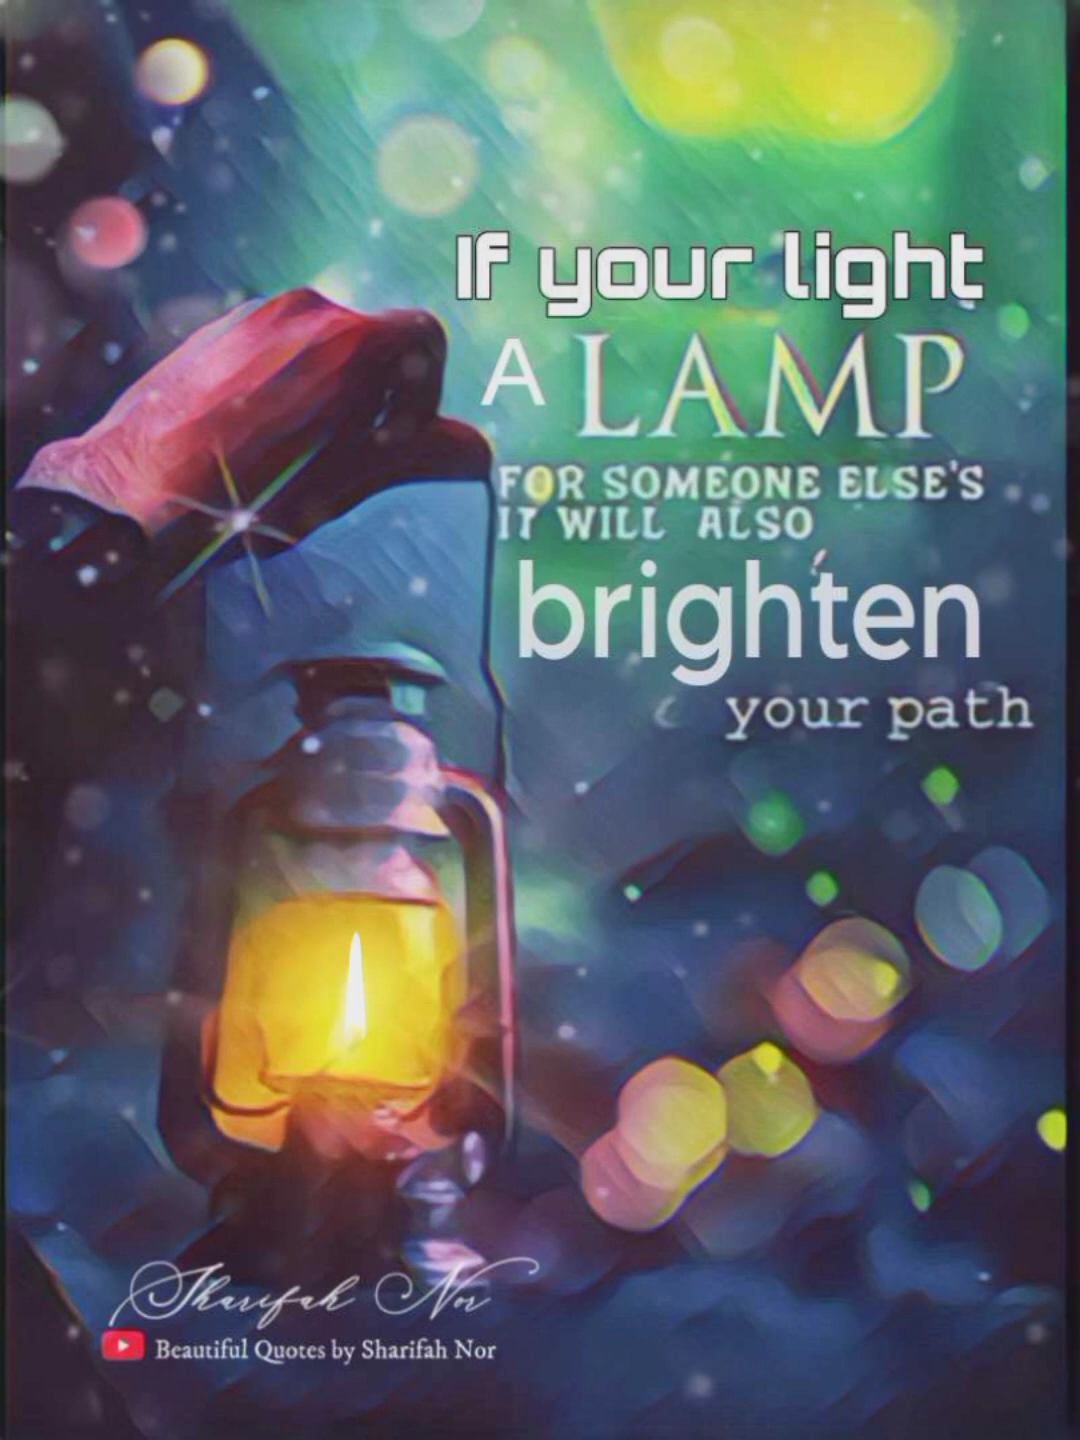 If your light
A LAMP
FOR SOMEONE ELSE'S
IT WILL ALSO
brighten
your path
Sharifah Nor
Beautiful Quotes by Sharifah Nor